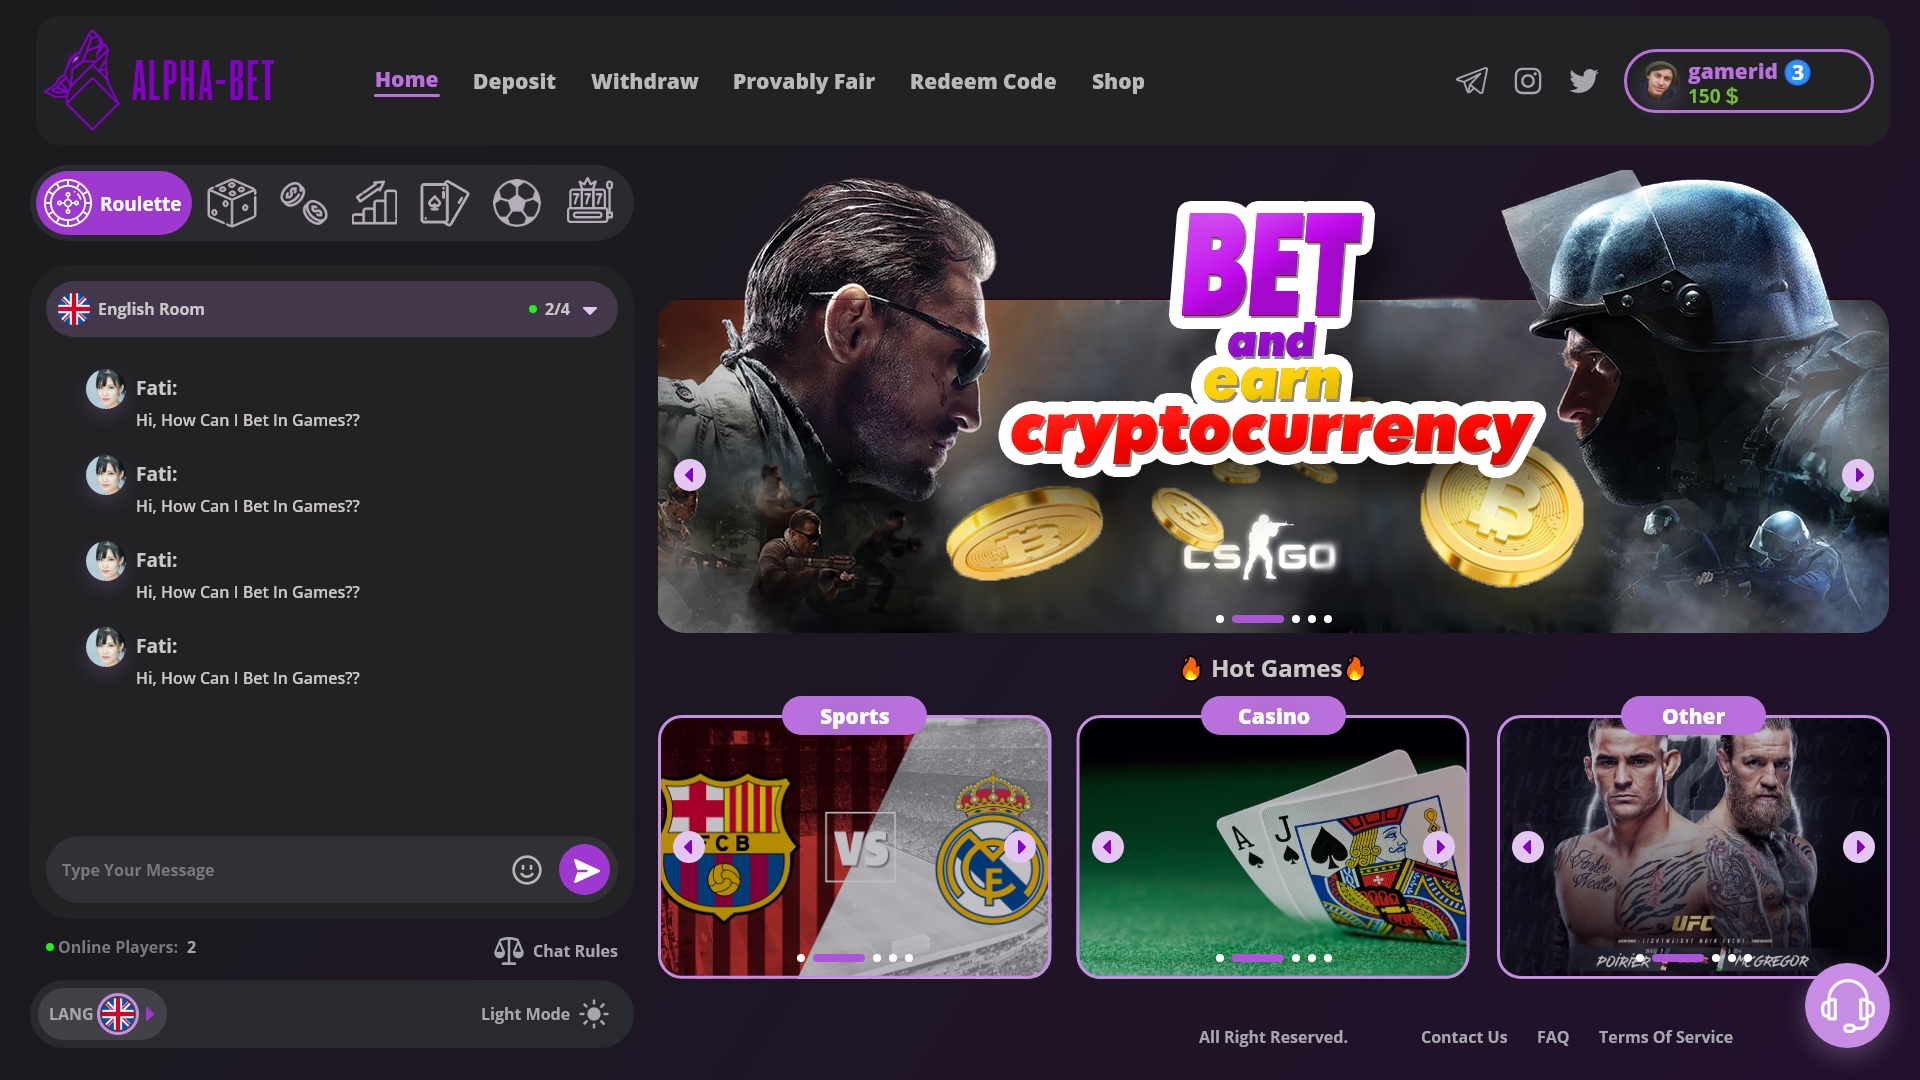 ALPHA-BET
Home
Deposit
Withdraw
Provably Fair
Redeem Code
Shop
gamerid 3
150 $
Roulette
777
English Room
2/4
Fati:
Hi, How Can I Bet In Games??
Fati:
Hi, How Can I Bet In Games??
Fati:
Hi, How Can I Bet In Games??
Fati:
Hi, How Can I Bet In Games??
Type Your Message
Online Players: 2
Chat Rules
LANG
Light Mode
BET
and
earn
cryptocurrency
CS GO
🔥 Hot Games🔥
Sports
FCB
VS
Casino
A
J
Other
UFC
LIGHTWEIGHT MAIN EVENT
POIRIER
MCGREGOR
All Right Reserved.
Contact Us
FAQ
Terms Of Service